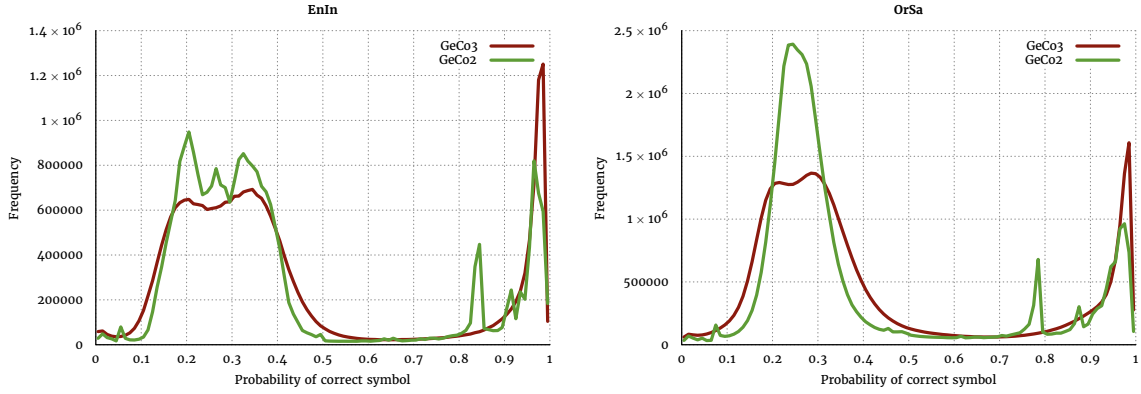 EnIn
1.4 × 10⁶
1.2 × 10⁶
1 × 10⁶
800000
600000
400000
200000
0
Frequency
GeCo3
GeCo2
0 0.1 0.2 0.3 0.4 0.5 0.6 0.7 0.8 0.9 1
Probability of correct symbol
OrSa
2.5 × 10⁶
2 × 10⁶
1.5 × 10⁶
1 × 10⁶
500000
0
Frequency
GeCo3
GeCo2
0 0.1 0.2 0.3 0.4 0.5 0.6 0.7 0.8 0.9 1
Probability of correct symbol